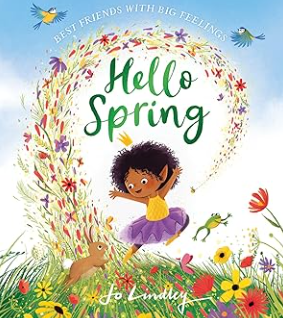 BEST FRIENDS WITH BIG FEELINGS
Hello
Spring
Jo Lindley